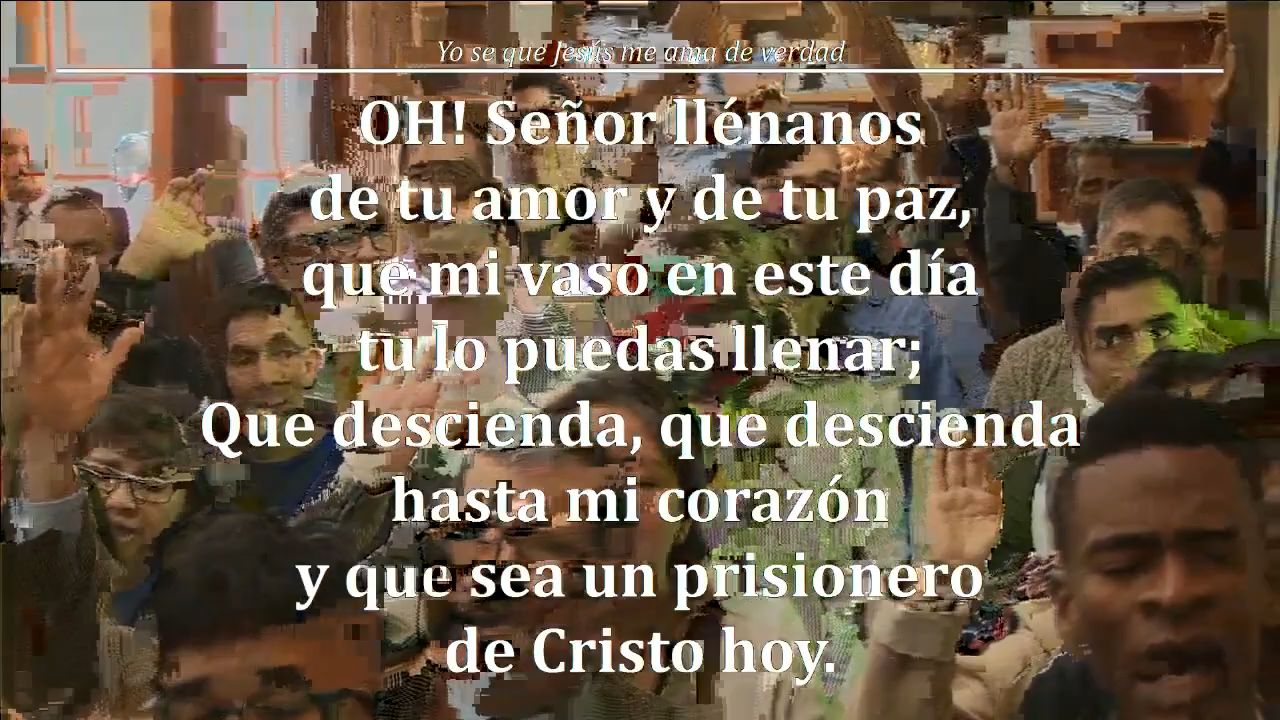 Yo se que Jesús me ama de verdad
OH! Señor llénanos
de tu amor y de tu paz,
que mi vaso en este día
tu lo puedas llenar;
Que descienda, que descienda
hasta mi corazón
y que sea un prisionero
de Cristo hoy.